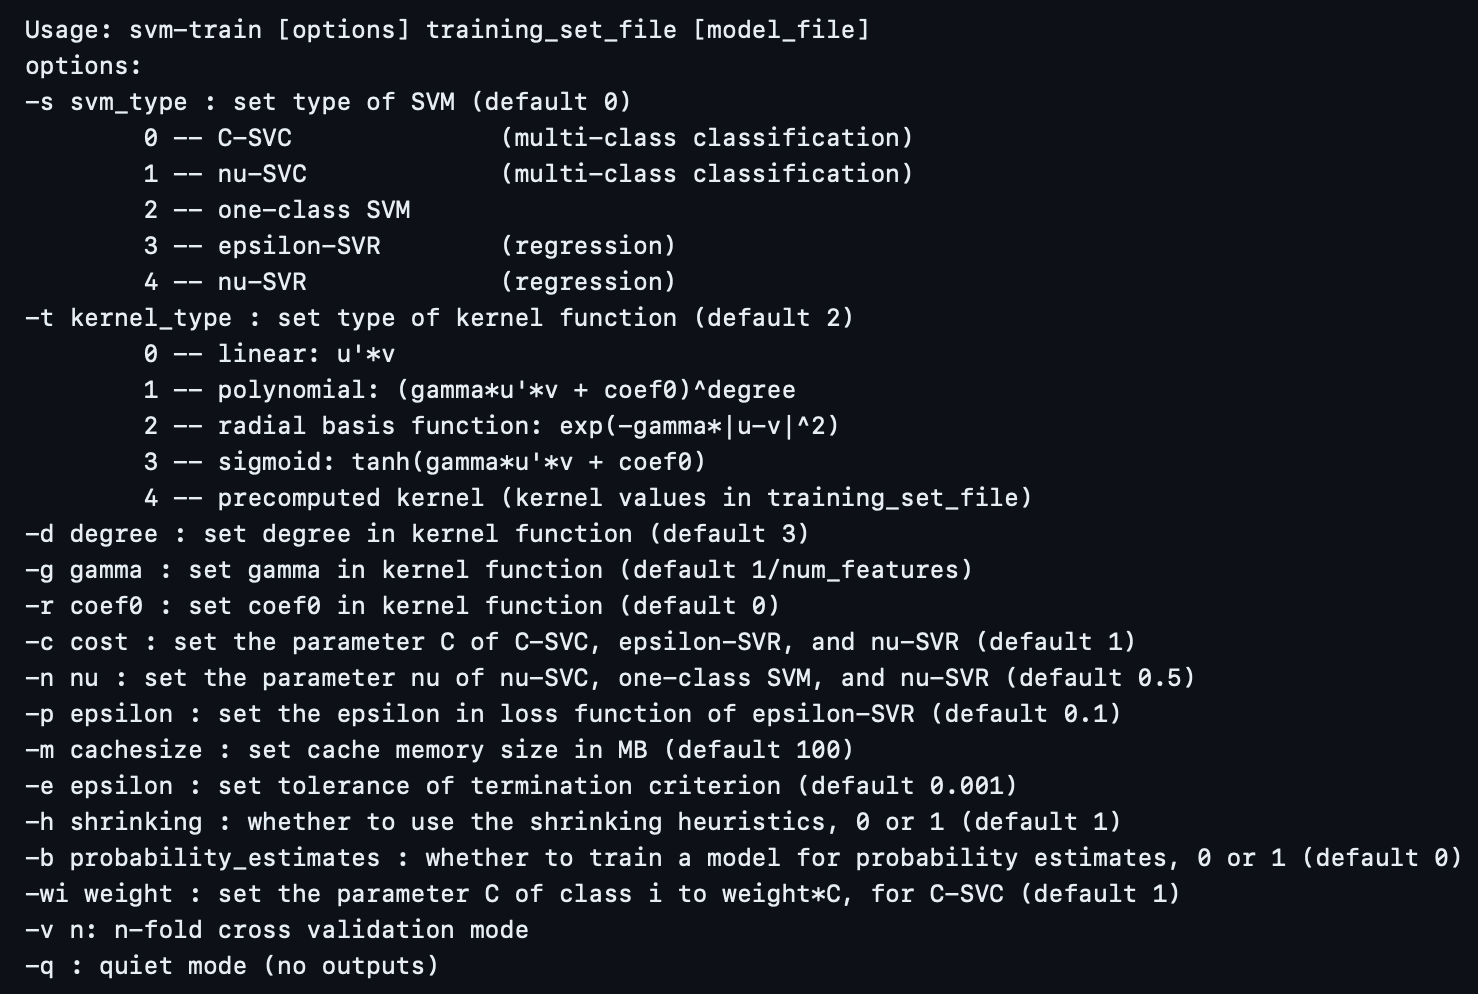 Usage: svm-train [options] training_set_file [model_file]
options:
-s svm_type : set type of SVM (default 0)
        0 -- C-SVC              (multi-class classification)
        1 -- nu-SVC             (multi-class classification)
        2 -- one-class SVM
        3 -- epsilon-SVR        (regression)
        4 -- nu-SVR             (regression)
-t kernel_type : set type of kernel function (default 2)
        0 -- linear: u'*v
        1 -- polynomial: (gamma*u'*v + coef0)^degree
        2 -- radial basis function: exp(-gamma*|u-v|^2)
        3 -- sigmoid: tanh(gamma*u'*v + coef0)
        4 -- precomputed kernel (kernel values in training_set_file)
-d degree : set degree in kernel function (default 3)
-g gamma : set gamma in kernel function (default 1/num_features)
-r coef0 : set coef0 in kernel function (default 0)
-c cost : set the parameter C of C-SVC, epsilon-SVR, and nu-SVR (default 1)
-n nu : set the parameter nu of nu-SVC, one-class SVM, and nu-SVR (default 0.5)
-p epsilon : set the epsilon in loss function of epsilon-SVR (default 0.1)
-m cachesize : set cache memory size in MB (default 100)
-e epsilon : set tolerance of termination criterion (default 0.001)
-h shrinking : whether to use the shrinking heuristics, 0 or 1 (default 1)
-b probability_estimates : whether to train a model for probability estimates, 0 or 1 (default 0)
-wi weight : set the parameter C of class i to weight*C, for C-SVC (default 1)
-v n: n-fold cross validation mode
-q : quiet mode (no outputs)